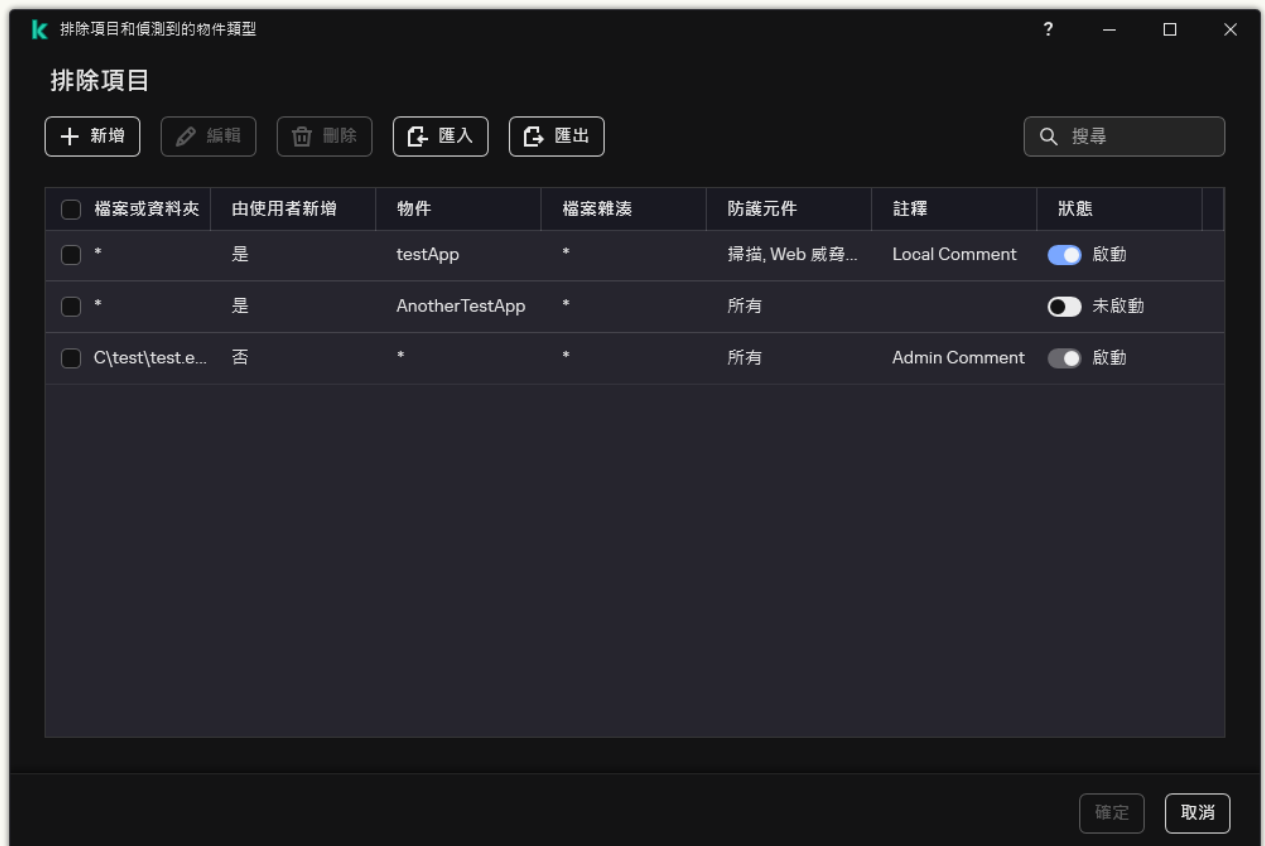 排除項目和偵測到的物件類型
排除項目
新增 編輯 刪除 匯入 匯出 搜尋
檔案或資料夾 由使用者新增 物件 檔案雜湊 防護元件 註釋 狀態
* 是 testApp * 掃描, Web 威脅... Local Comment 啟動
* 是 AnotherTestApp * 所有 未啟動
C\test\test.e... 否 * * 所有 Admin Comment 啟動
確定 取消